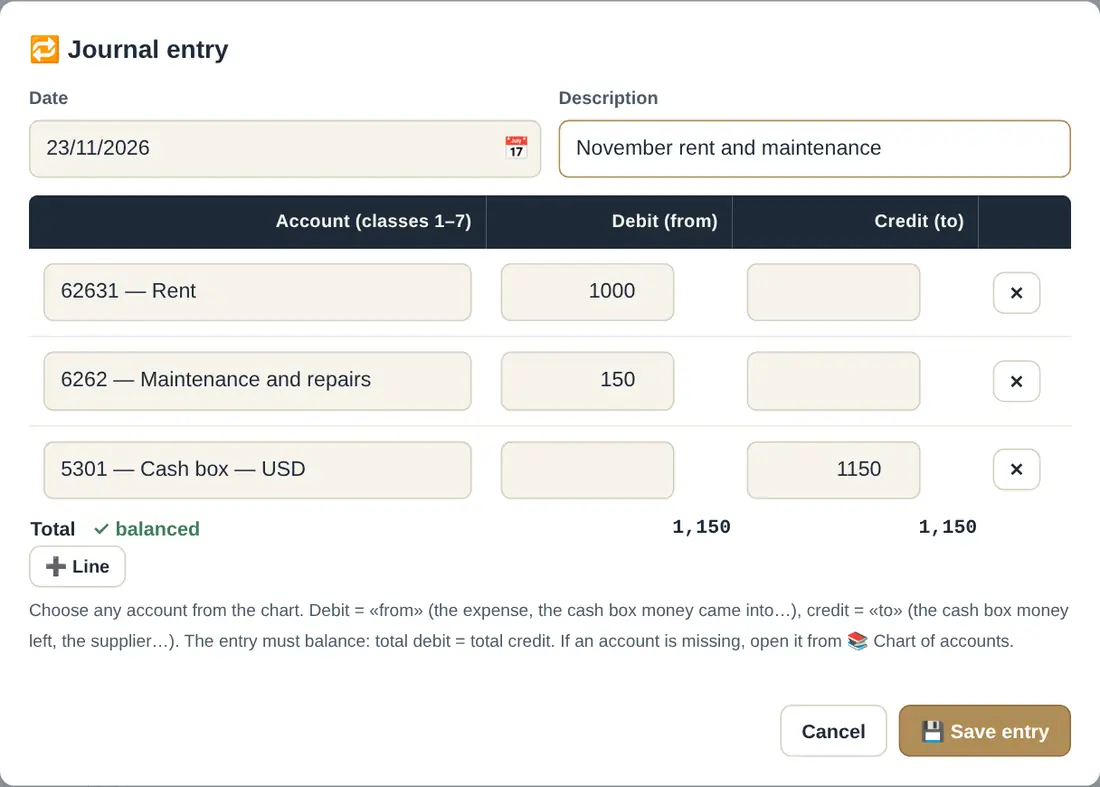 🔁 Journal entry
Date Description
23/11/2026 November rent and maintenance
Account (classes 1–7) Debit (from) Credit (to)
62631 — Rent 1000 ×
6262 — Maintenance and repairs 150 ×
5301 — Cash box — USD 1150 ×
Total ✓ balanced 1,150 1,150
➕ Line
Choose any account from the chart. Debit = «from» (the expense, the cash box money came into…), credit = «to» (the cash box money
left, the supplier…). The entry must balance: total debit = total credit. If an account is missing, open it from 📚 Chart of accounts.
Cancel 💾 Save entry